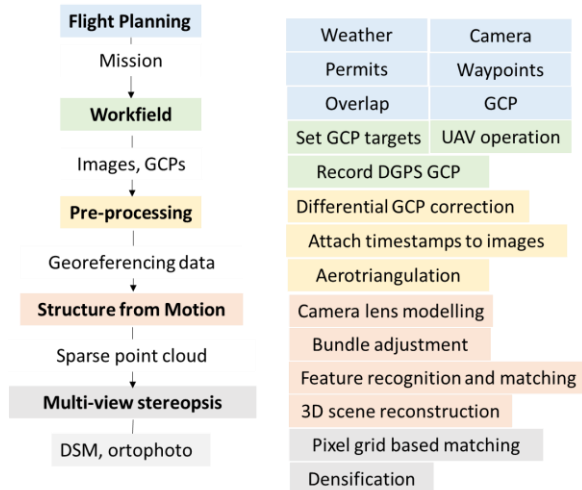 Flight Planning
Mission
Workfield
Images, GCPs
Pre-processing
Georeferencing data
Structure from Motion
Sparse point cloud
Multi-view stereopsis
DSM, ortophoto
Weather
Camera
Permits
Waypoints
Overlap
GCP
Set GCP targets
UAV operation
Record DGPS GCP
Differential GCP correction
Attach timestamps to images
Aerotriangulation
Camera lens modelling
Bundle adjustment
Feature recognition and matching
3D scene reconstruction
Pixel grid based matching
Densification